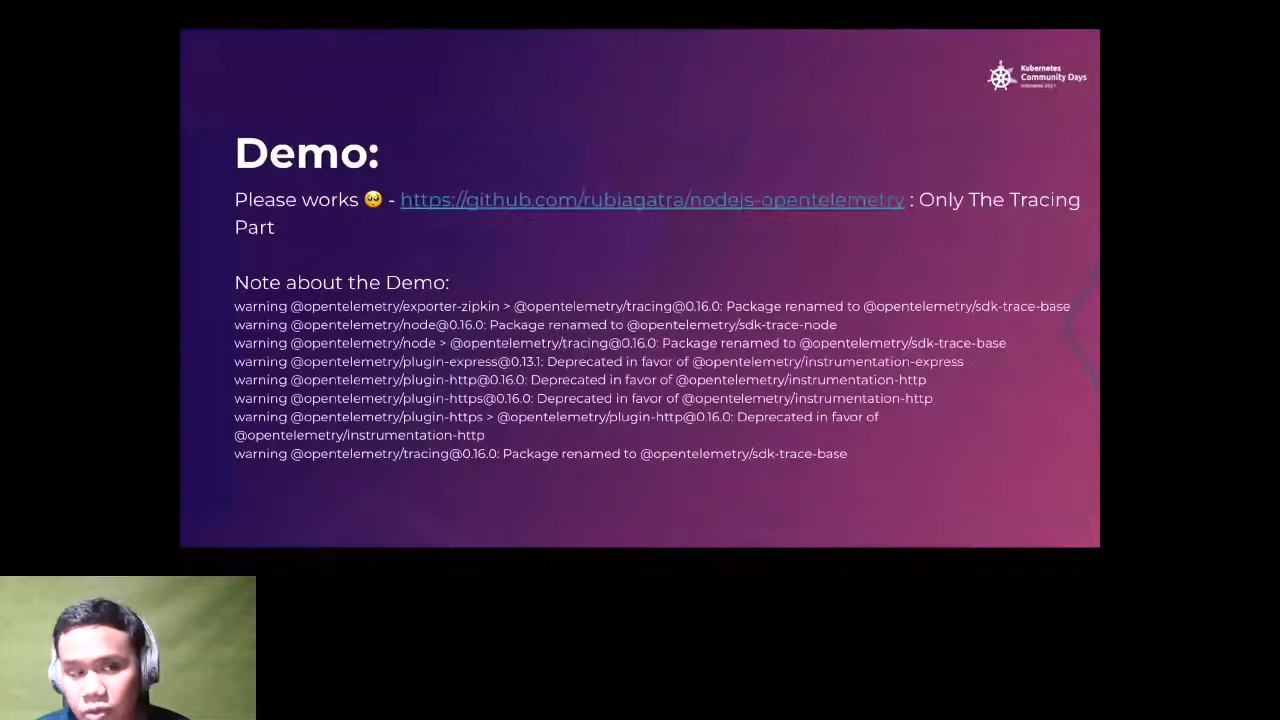 Kubernetes
Community Days
Indonesia 2021
Demo:
Please works 🥺 - https://github.com/rubiagatra/nodejs-opentelemetry : Only The Tracing
Part
Note about the Demo:
warning @opentelemetry/exporter-zipkin > @opentelemetry/tracing@0.16.0: Package renamed to @opentelemetry/sdk-trace-base
warning @opentelemetry/node@0.16.0: Package renamed to @opentelemetry/sdk-trace-node
warning @opentelemetry/node > @opentelemetry/tracing@0.16.0: Package renamed to @opentelemetry/sdk-trace-base
warning @opentelemetry/plugin-express@0.13.1: Deprecated in favor of @opentelemetry/instrumentation-express
warning @opentelemetry/plugin-http@0.16.0: Deprecated in favor of @opentelemetry/instrumentation-http
warning @opentelemetry/plugin-https@0.16.0: Deprecated in favor of @opentelemetry/instrumentation-http
warning @opentelemetry/plugin-https > @opentelemetry/plugin-http@0.16.0: Deprecated in favor of
@opentelemetry/instrumentation-http
warning @opentelemetry/tracing@0.16.0: Package renamed to @opentelemetry/sdk-trace-base